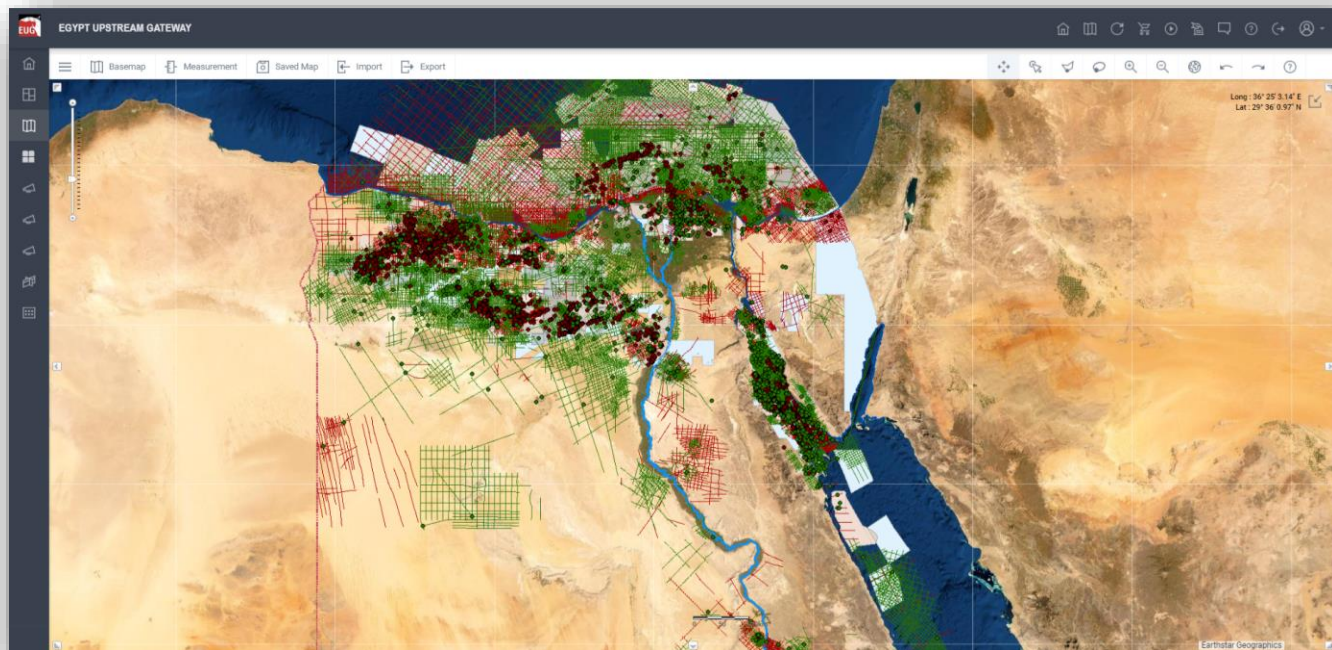 EUG EGYPT UPSTREAM GATEWAY
Basemap Measurement Saved Map Import Export
Long : 36° 25' 3.14" E
Lat : 29° 36' 0.97" N
Earthstar Geographics